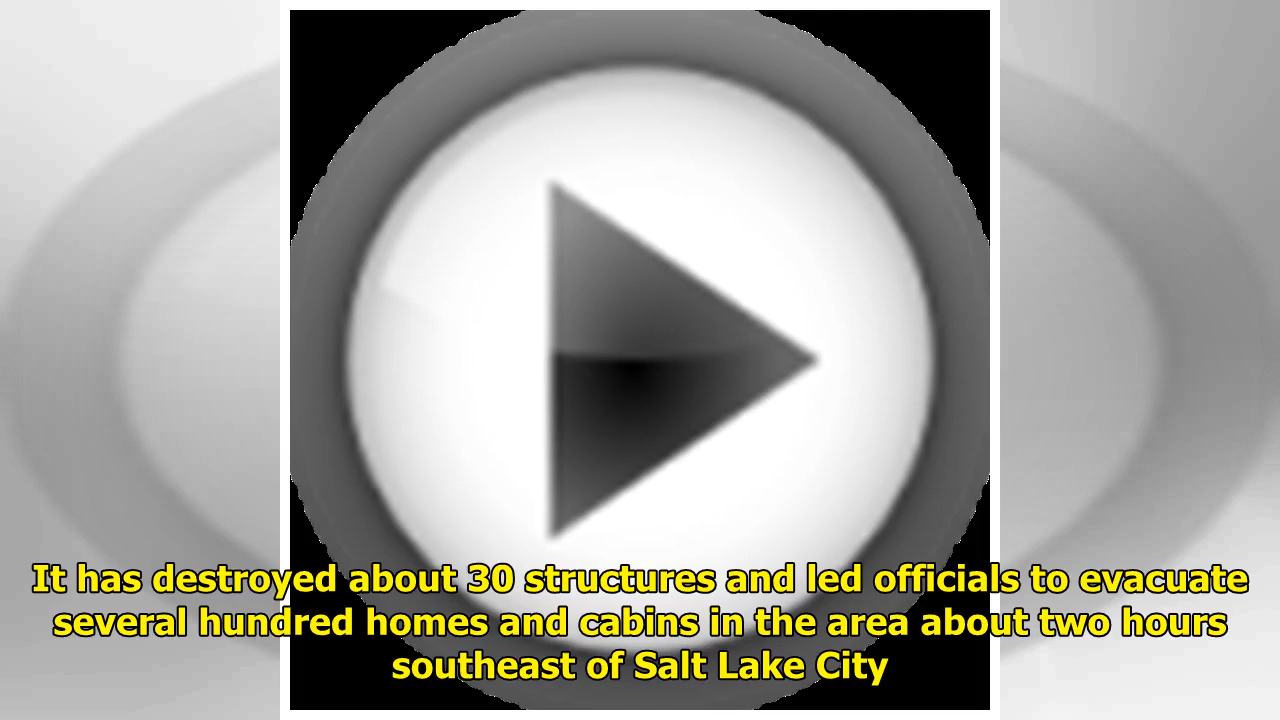 It has destroyed about 30 structures and led officials to evacuate
several hundred homes and cabins in the area about two hours
southeast of Salt Lake City